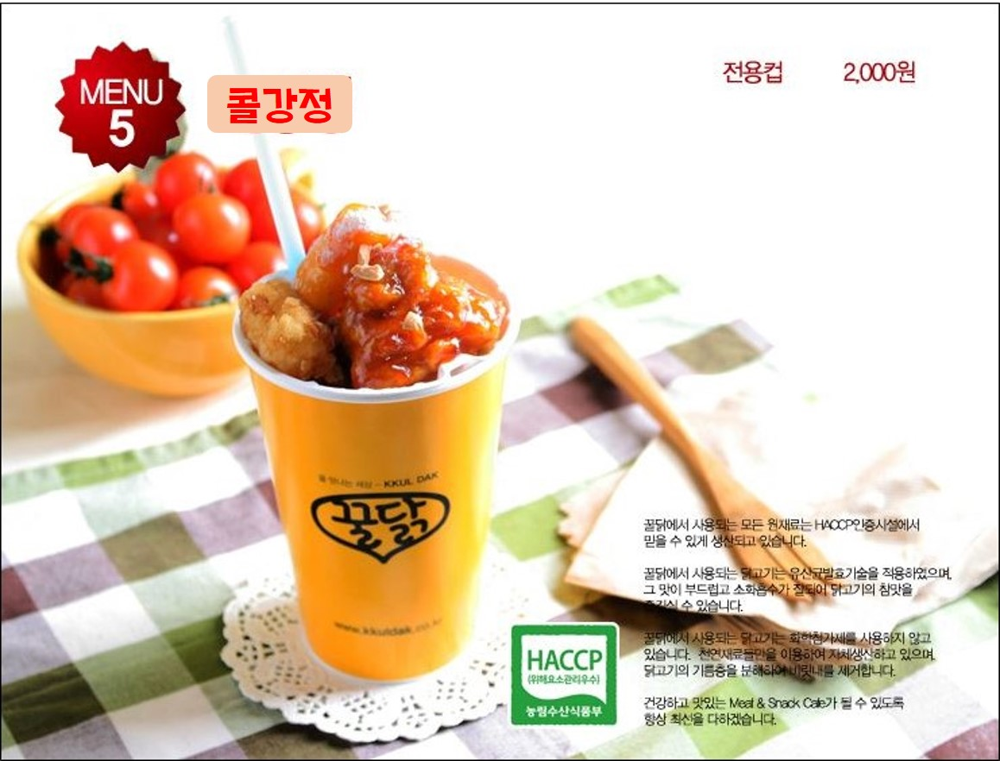 MENU
5
콜강정
전용컵 2,000원
KKUL DAK
꿀닭
www.kkuldak.co.kr
꿀닭에서 사용되는 모든 원재료는 HACCP인증시설에서
믿을 수 있게 생산되고 있습니다.
꿀닭에서 사용되는 닭고기는 유산균발효기술을 적용하였으며,
그 맛이 부드럽고 소화흡수가 잘되어 닭고기의 참맛을
즐기실 수 있습니다.
꿀닭에서 사용되는 닭고기는 화학첨가제를 사용하지 않고
있습니다. 천연재료들만을 이용하여 자체생산하고 있으며,
닭고기의 기름층을 분해하여 비릿내를 제거합니다.
건강하고 맛있는 Meat & Snack Cafe가 될 수 있도록
항상 최선을 다하겠습니다.
HACCP
(위해요소관리우수)
농림수산식품부